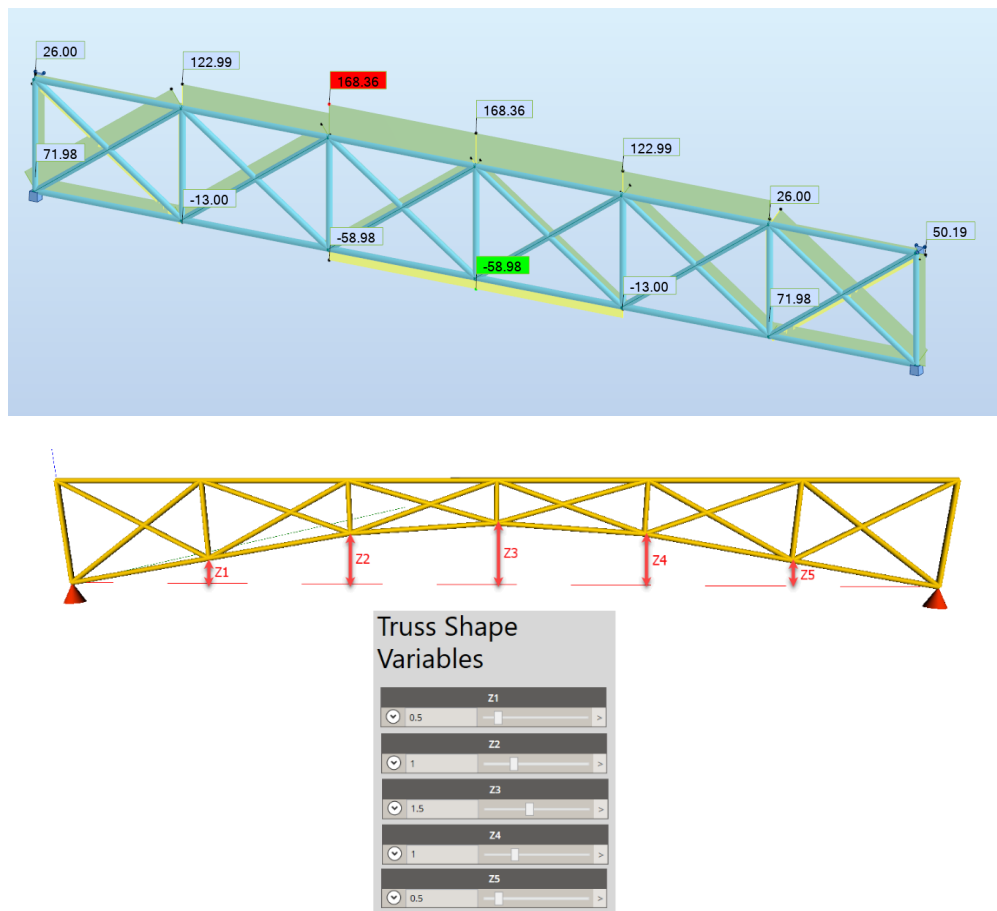 26.00
122.99
168.36
168.36
122.99
71.98
26.00
-13.00
50.19
-58.98
-58.98
-13.00
71.98
Z1
Z2
Z3
Z4
Z5
Truss Shape
Variables
Z1
0.5
>
Z2
1
>
Z3
1.5
>
Z4
1
>
Z5
0.5
>